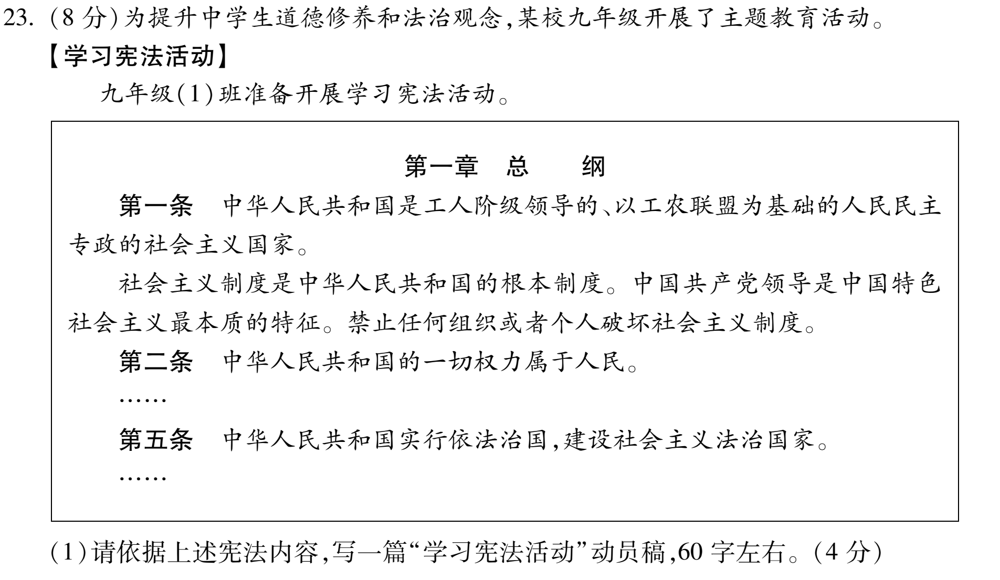 23. (8 分)为提升中学生道德修养和法治观念,某校九年级开展了主题教育活动。
【学习宪法活动】
九年级(1)班准备开展学习宪法活动。
第一章 总 纲
第一条 中华人民共和国是工人阶级领导的、以工农联盟为基础的人民民主
专政的社会主义国家。
社会主义制度是中华人民共和国的根本制度。中国共产党领导是中国特色
社会主义最本质的特征。禁止任何组织或者个人破坏社会主义制度。
第二条 中华人民共和国的一切权力属于人民。
……
第五条 中华人民共和国实行依法治国,建设社会主义法治国家。
……
(1)请依据上述宪法内容,写一篇“学习宪法活动”动员稿,60 字左右。(4 分)